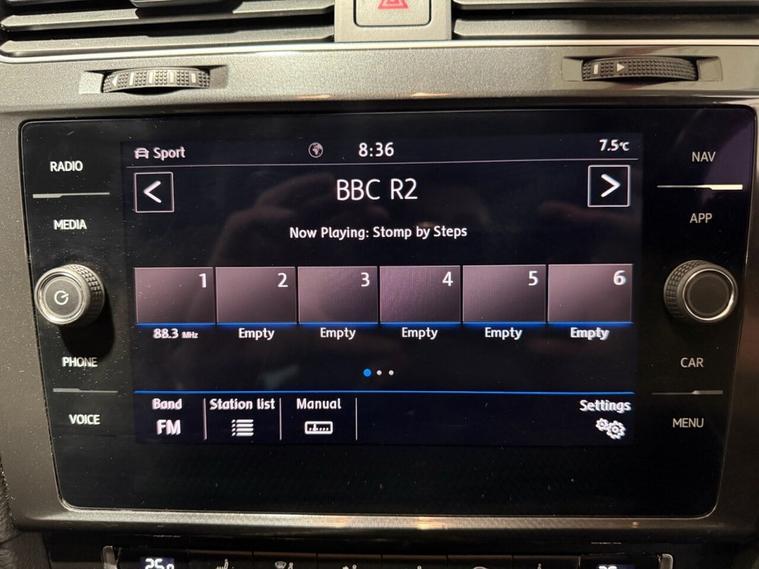 RADIO
MEDIA
PHONE
VOICE
Sport 8:36 7.5°C
BBC R2
Now Playing: Stomp by Steps
1 2 3 4 5 6
88.3 MHz Empty Empty Empty Empty Empty
Band Station list Manual Settings
FM
NAV
APP
CAR
MENU